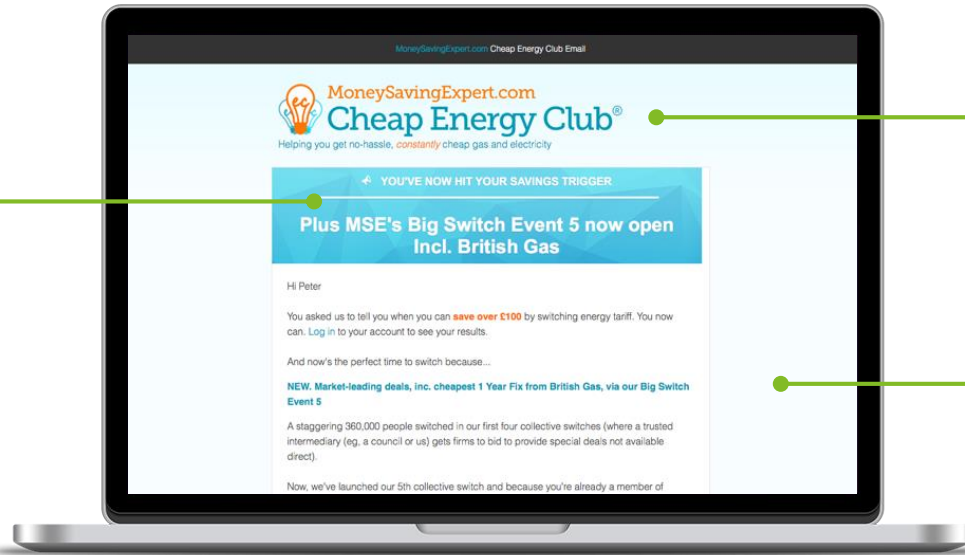 MoneySavingExpert.com Cheap Energy Club Email
ec
MoneySavingExpert.com
Cheap Energy Club®
Helping you get no-hassle, constantly cheap gas and electricity
YOU'VE NOW HIT YOUR SAVINGS TRIGGER
Plus MSE's Big Switch Event 5 now open
Incl. British Gas
Hi Peter
You asked us to tell you when you can save over £100 by switching energy tariff. You now
can. Log in to your account to see your results.
And now's the perfect time to switch because...
NEW. Market-leading deals, inc. cheapest 1 Year Fix from British Gas, via our Big Switch
Event 5
A staggering 360,000 people switched in our first four collective switches (where a trusted
intermediary (eg, a council or us) gets firms to bid to provide special deals not available
direct).
Now, we've launched our 5th collective switch and because you're already a member of